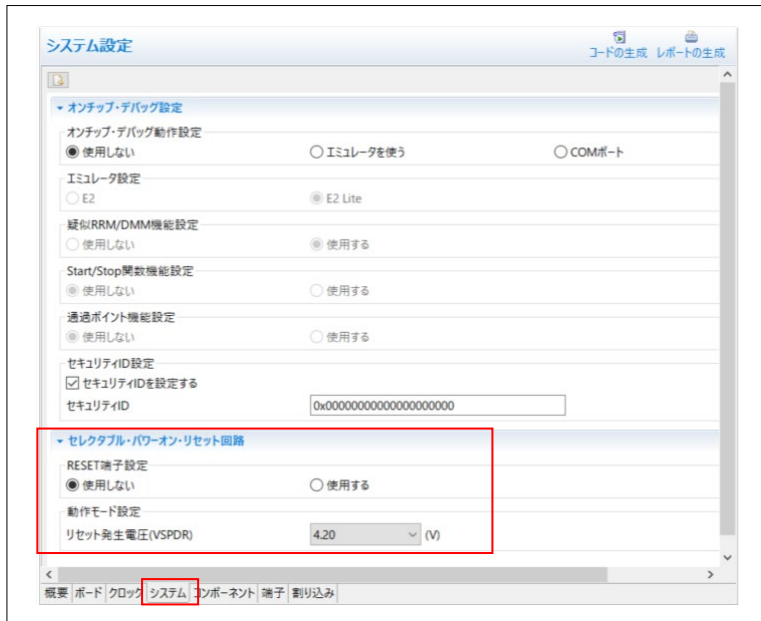 システム設定
コードの生成 レポートの生成
オンチップ・デバッグ設定
オンチップ・デバッグ動作設定
使用しない エミュレータを使う COMポート
エミュレータ設定
E2 E2 Lite
疑似RRM/DMM機能設定
使用しない 使用する
Start/Stop関数機能設定
使用しない 使用する
通過ポイント機能設定
使用しない 使用する
セキュリティID設定
セキュリティIDを設定する
セキュリティID 0x00000000000000000000
セレクタブル・パワーオン・リセット回路
RESET端子設定
使用しない 使用する
動作モード設定
リセット発生電圧(VSPDR) 4.20 (V)
概要 ボード クロック システム コンポーネント 端子 割り込み